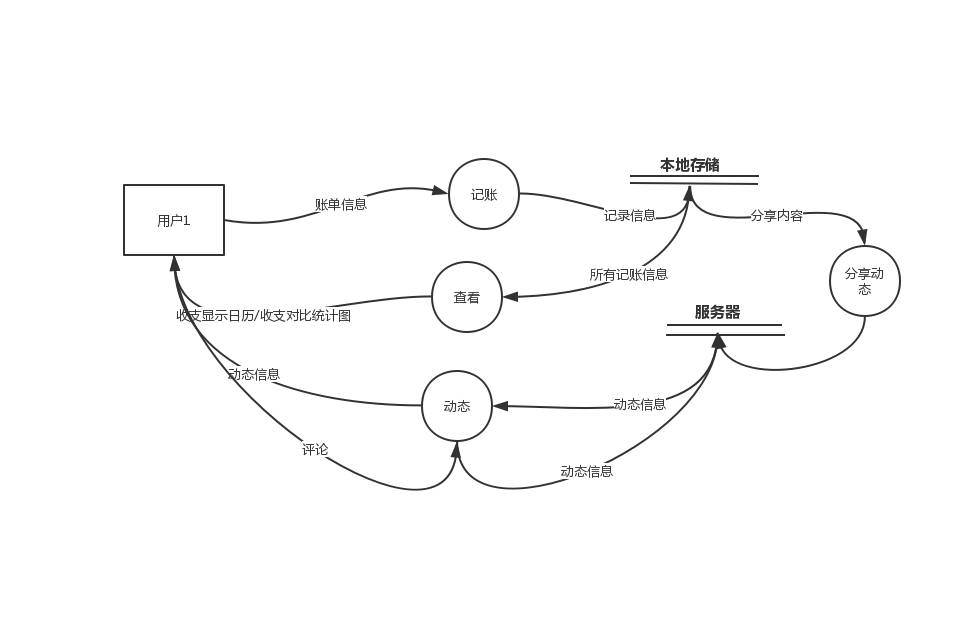 本地存储
记账
账单信息
用户1
记录信息
分享内容
所有记账信息
分享动
态
查看
收支显示日历/收支对比统计图
服务器
动态信息
动态
动态信息
评论
动态信息